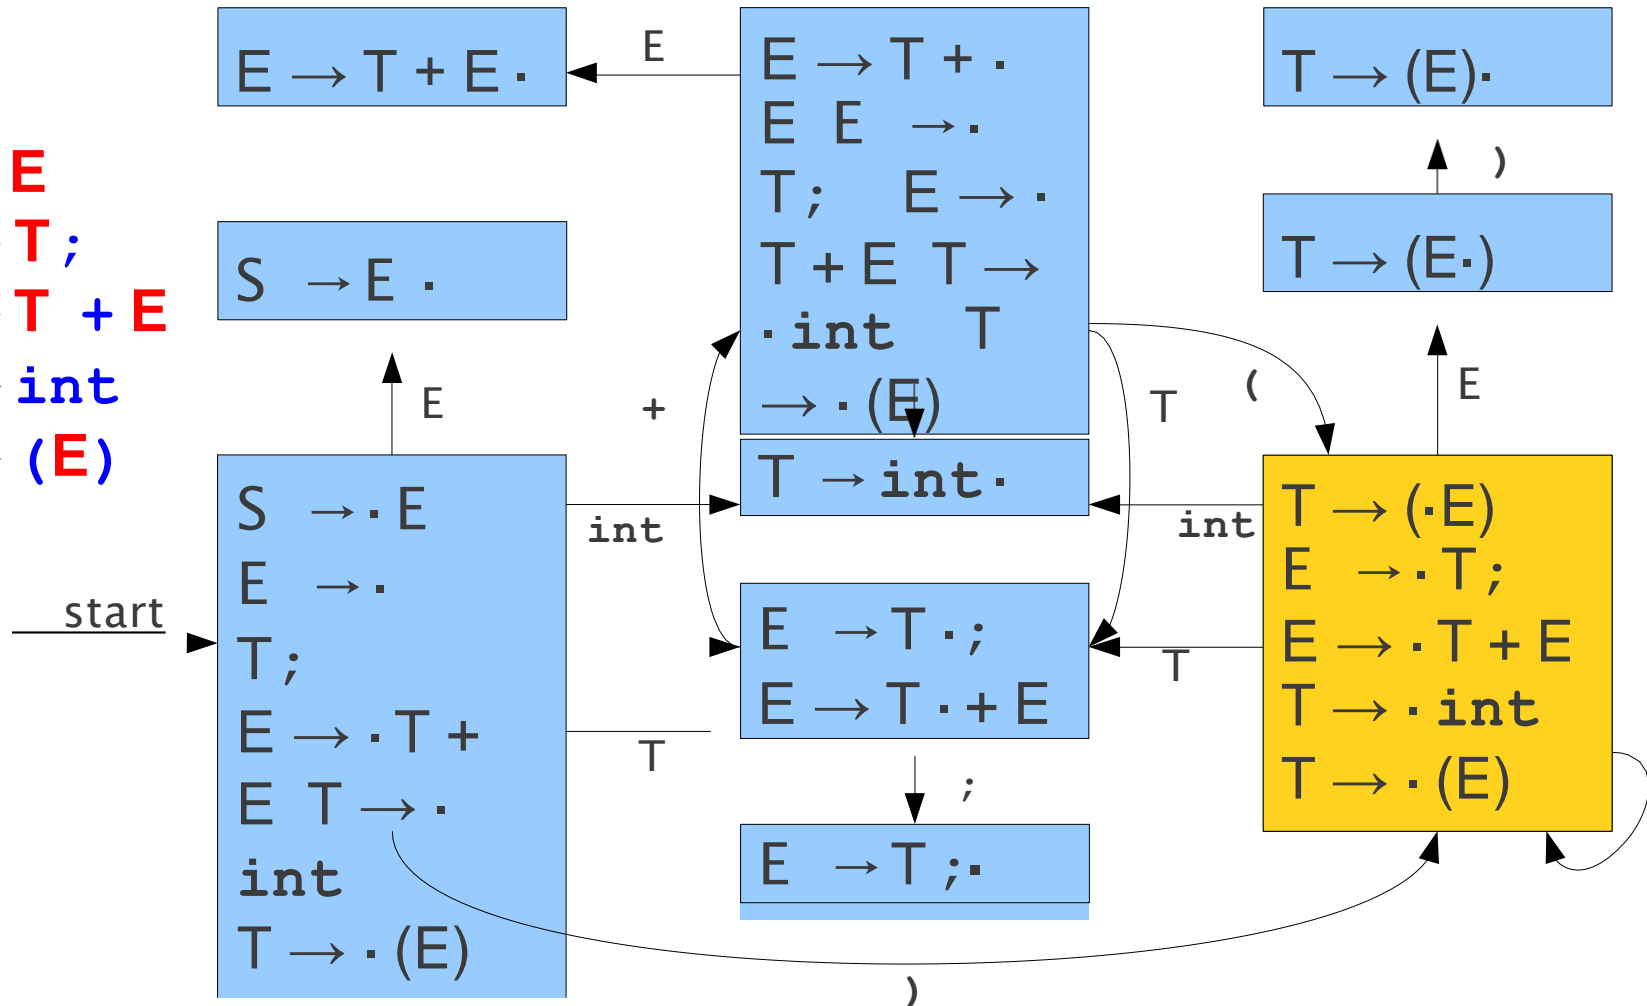 E
T ;
T + E
int
(E)
start
E → T + E ·
E
S → E ·
E
S → · E
E → ·
T ;
E → · T +
E T → ·
int
T → · (E)
int
T
+
E → T + ·
E E → ·
T ; E → ·
T + E T →
· int T
→ · (E)
T → int ·
E → T · ;
E → T · + E
;
E → T ; ·
)
T
(
int
T
T → (E) ·
)
T → (E · )
E
T → ( · E)
E → · T ;
E → · T + E
T → · int
T → · (E)